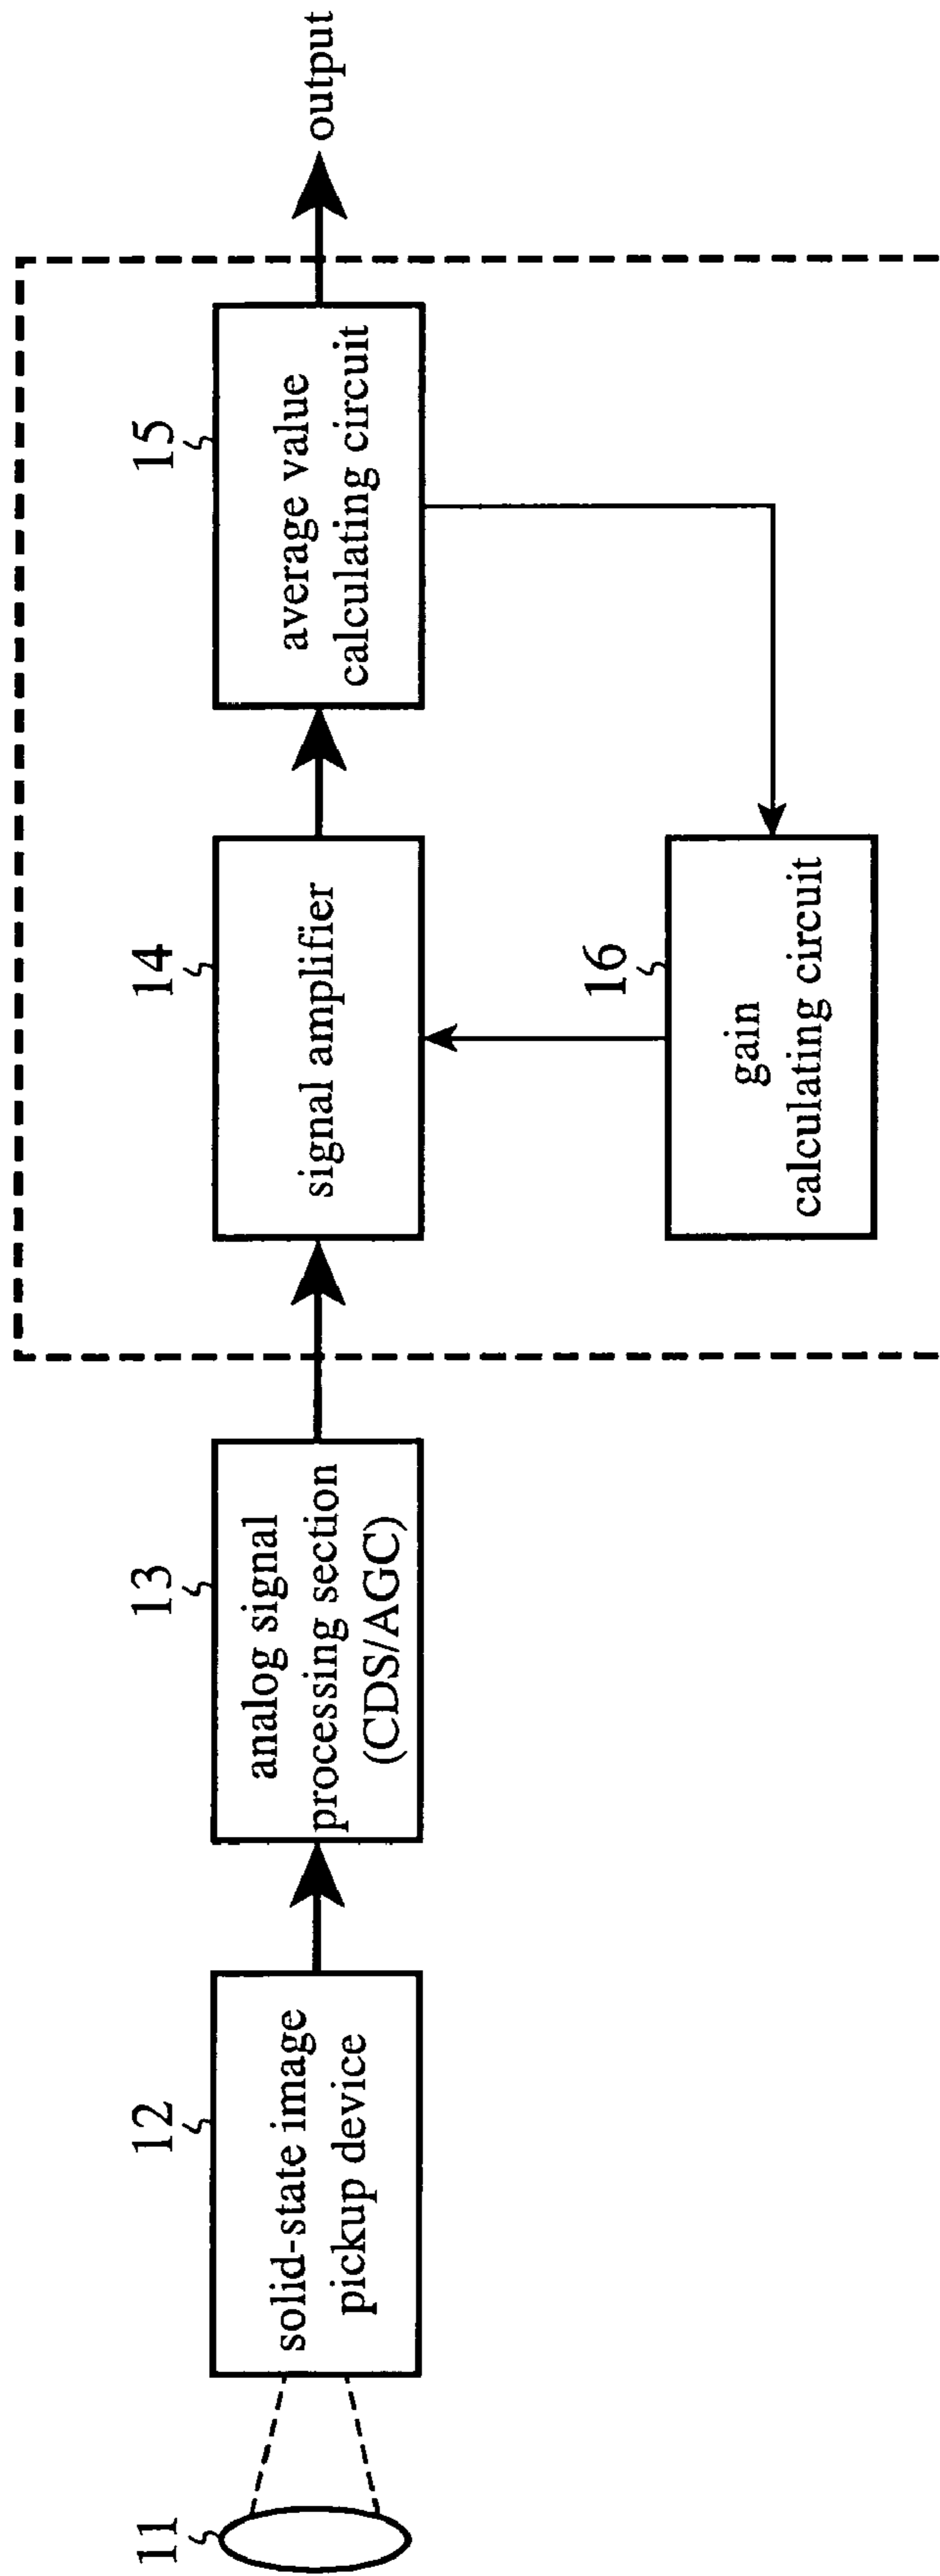 11
12
solid-state image
pickup device
13
analog signal
processing section
(CDS/AGC)
14
signal amplifier
15
average value
calculating circuit
output
16
gain
calculating circuit